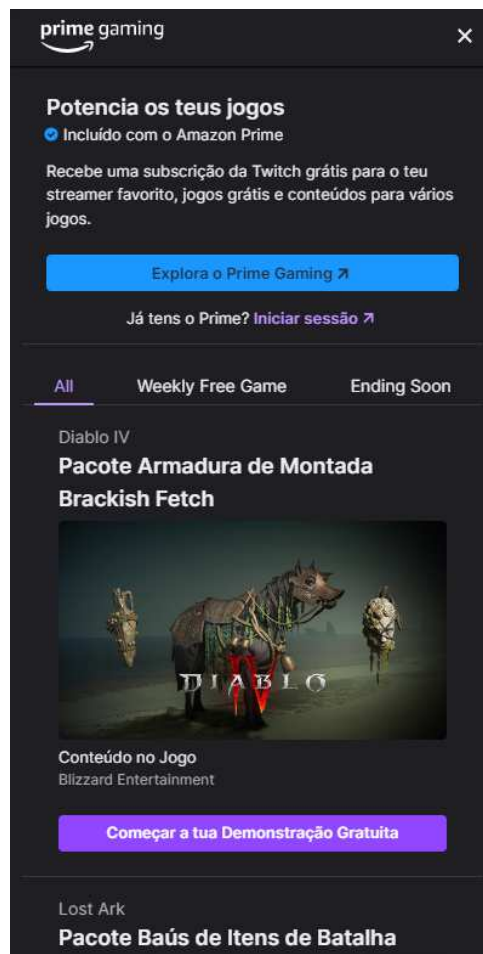 prime gaming
Potencia os teus jogos
Incluído com o Amazon Prime
Recebe uma subscrição da Twitch grátis para o teu
streamer favorito, jogos grátis e conteúdos para vários
jogos.
Explora o Prime Gaming
Já tens o Prime? Iniciar sessão
All Weekly Free Game Ending Soon
Diablo IV
Pacote Armadura de Montada
Brackish Fetch
DIABLO
IV
Conteúdo no Jogo
Blizzard Entertainment
Começar a tua Demonstração Gratuita
Lost Ark
Pacote Baús de Itens de Batalha